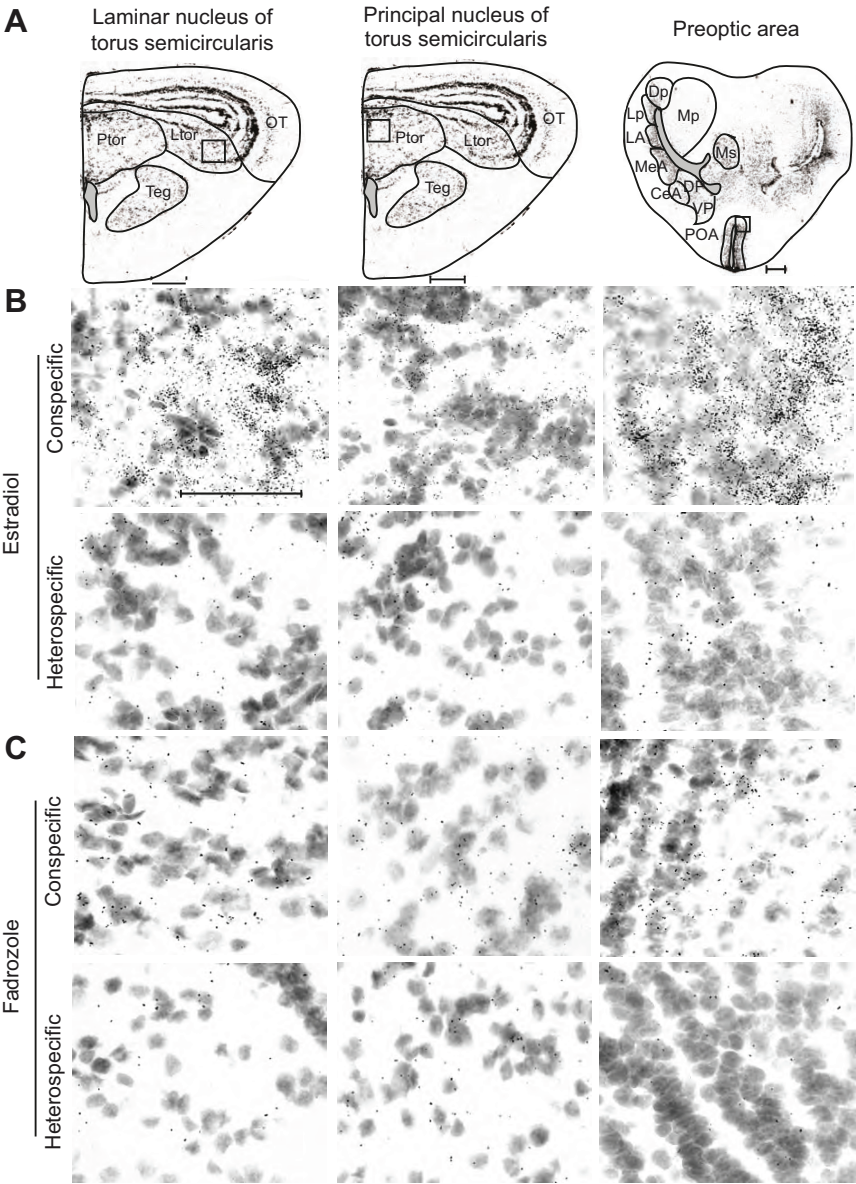 A
Laminar nucleus of
torus semicircularis
Principal nucleus of
torus semicircularis
Preoptic area
Ptor
Ltor
OT
Teg
Ptor
Ltor
OT
Teg
Dp
Lp
Mp
LA
Ms
MeA
DP
CeA
VP
POA
B
Estradiol
Conspecific
Heterospecific
C
Fadrozole
Conspecific
Heterospecific